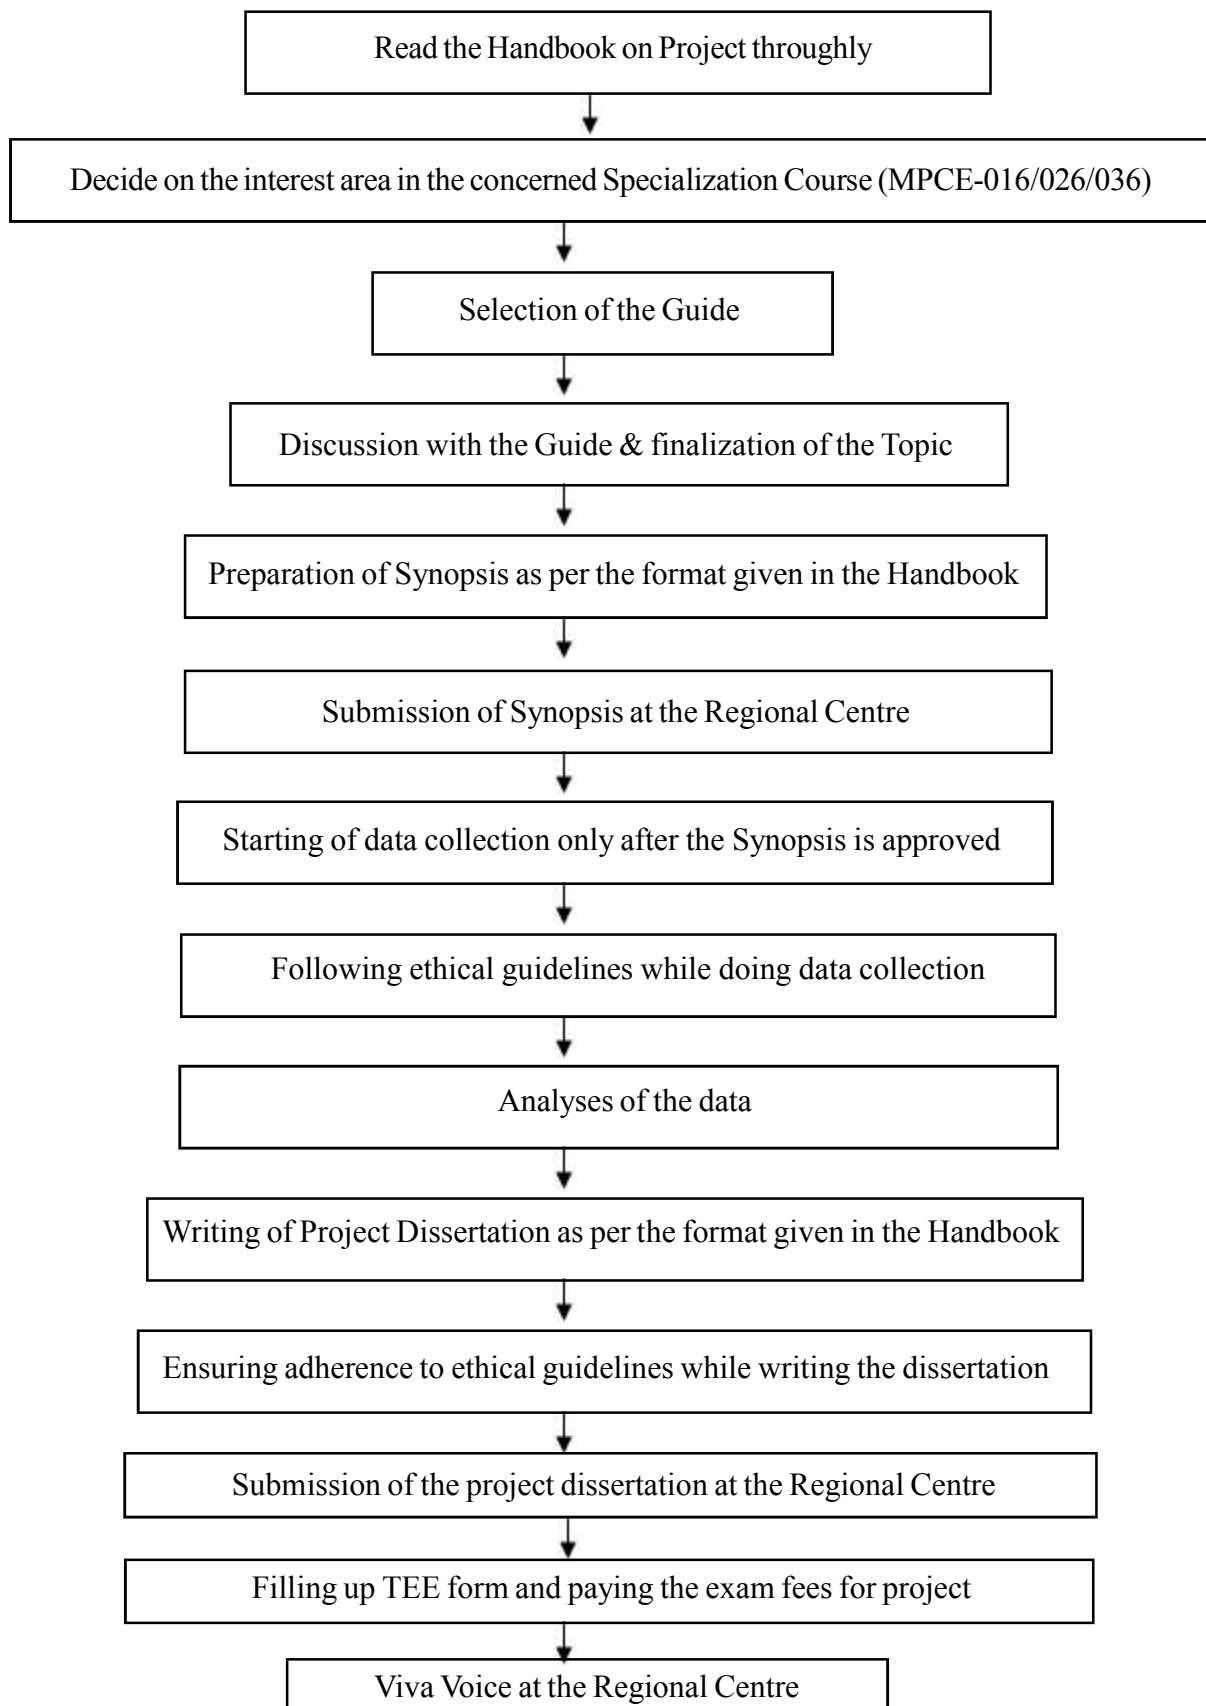 Read the Handbook on Project throughly
Decide on the interest area in the concerned Specialization Course (MPCE-016/026/036)
Selection of the Guide
Discussion with the Guide & finalization of the Topic
Preparation of Synopsis as per the format given in the Handbook
Submission of Synopsis at the Regional Centre
Starting of data collection only after the Synopsis is approved
Following ethical guidelines while doing data collection
Analyses of the data
Writing of Project Dissertation as per the format given in the Handbook
Ensuring adherence to ethical guidelines while writing the dissertation
Submission of the project dissertation at the Regional Centre
Filling up TEE form and paying the exam fees for project
Viva Voice at the Regional Centre